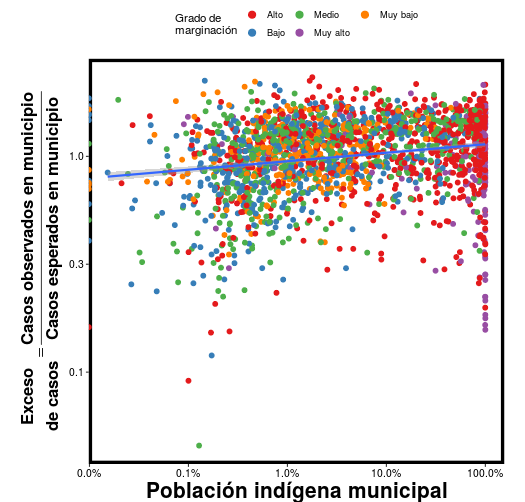 Grado de
marginación
Alto
Medio
Muy bajo
Bajo
Muy alto
Exceso
de casos
=
Casos observados en municipio
Casos esperados en municipio
1.0
0.3
0.1
0.0%
0.1%
1.0%
10.0%
100.0%
Población indígena municipal